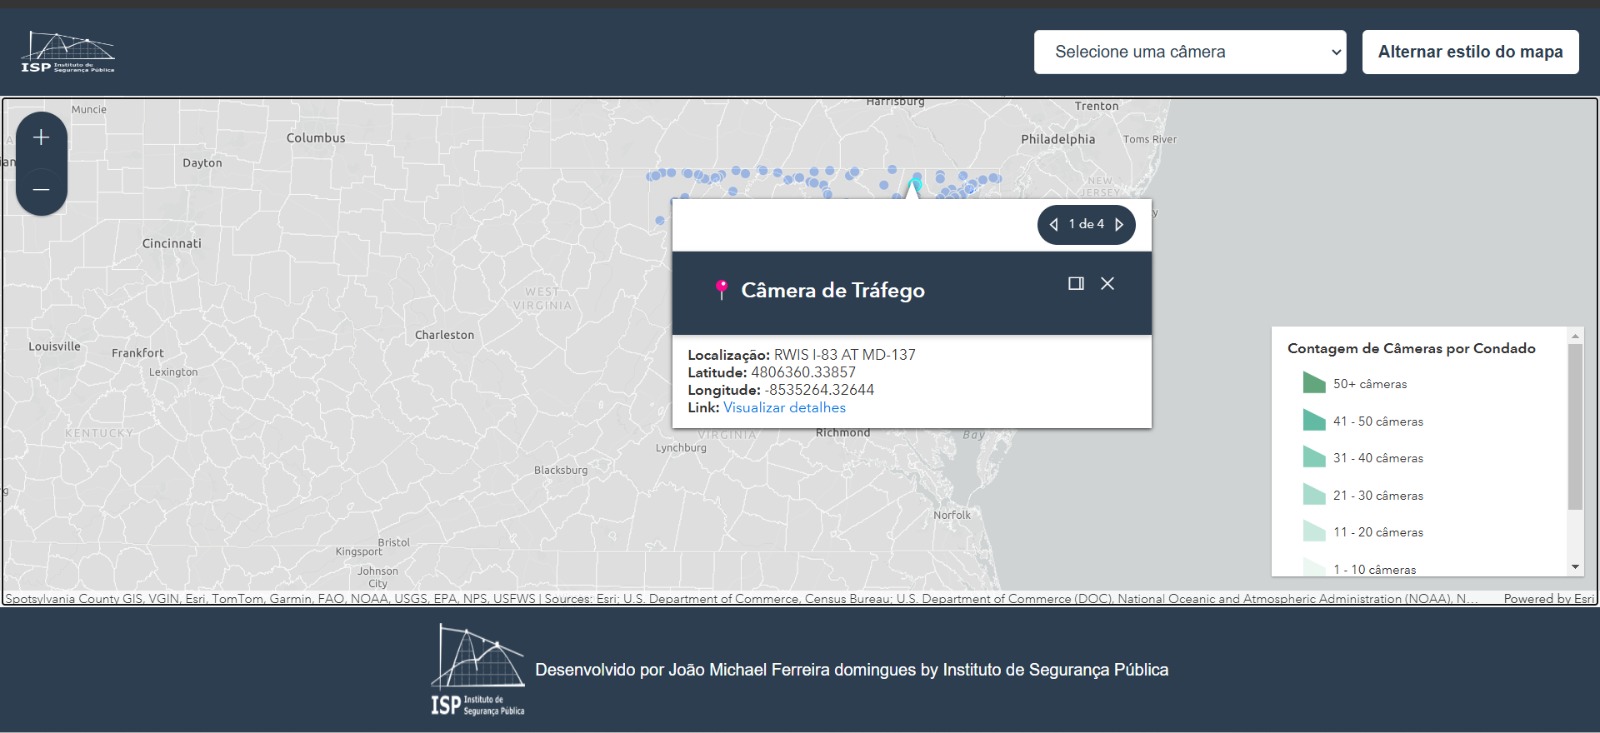 ISP Instituto de
Segurança Pública
Selecione uma câmera
Alternar estilo do mapa
Muncie
Harrisburg
Trenton
Columbus
Philadelphia
Toms River
Dayton
NEW
JERSEY
Cincinnati
1 de 4
Câmera de Tráfego
WEST
VIRGINIA
Charleston
Louisville
Frankfort
Lexington
Localização: RWIS I-83 AT MD-137
Latitude: 4806360.33857
Longitude: -8535264.32644
Link: Visualizar detalhes
Contagem de Câmeras por Condado
50+ câmeras
41 - 50 câmeras
31 - 40 câmeras
21 - 30 câmeras
11 - 20 câmeras
1 - 10 câmeras
KENTUCKY
VIRGINIA
Richmond
Bay
Lynchburg
Blacksburg
Norfolk
Bristol
Kingsport
Johnson
City
Spotsylvania County GIS, VGIN, Esri, TomTom, Garmin, FAO, NOAA, USGS, EPA, NPS, USFWS | Sources: Esri; U.S. Department of Commerce, Census Bureau; U.S. Department of Commerce (DOC), National Oceanic and Atmospheric Administration (NOAA), N...
Powered by Esri
ISP Instituto de
Segurança Pública
Desenvolvido por João Michael Ferreira domingues by Instituto de Segurança Pública